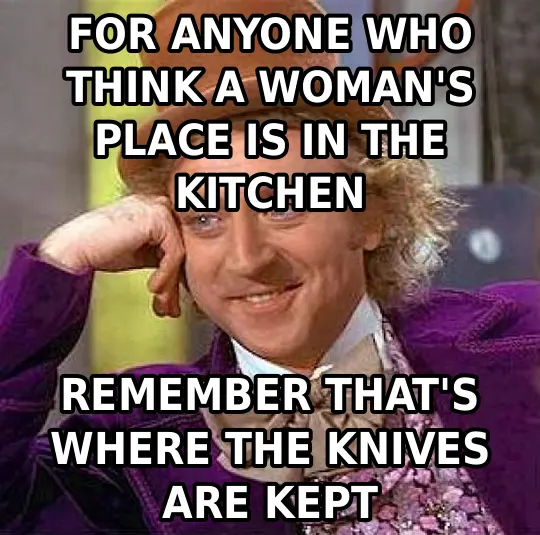 FOR ANYONE WHO
THINK A WOMAN'S
PLACE IS IN THE
KITCHEN
REMEMBER THAT'S
WHERE THE KNIVES
ARE KEPT